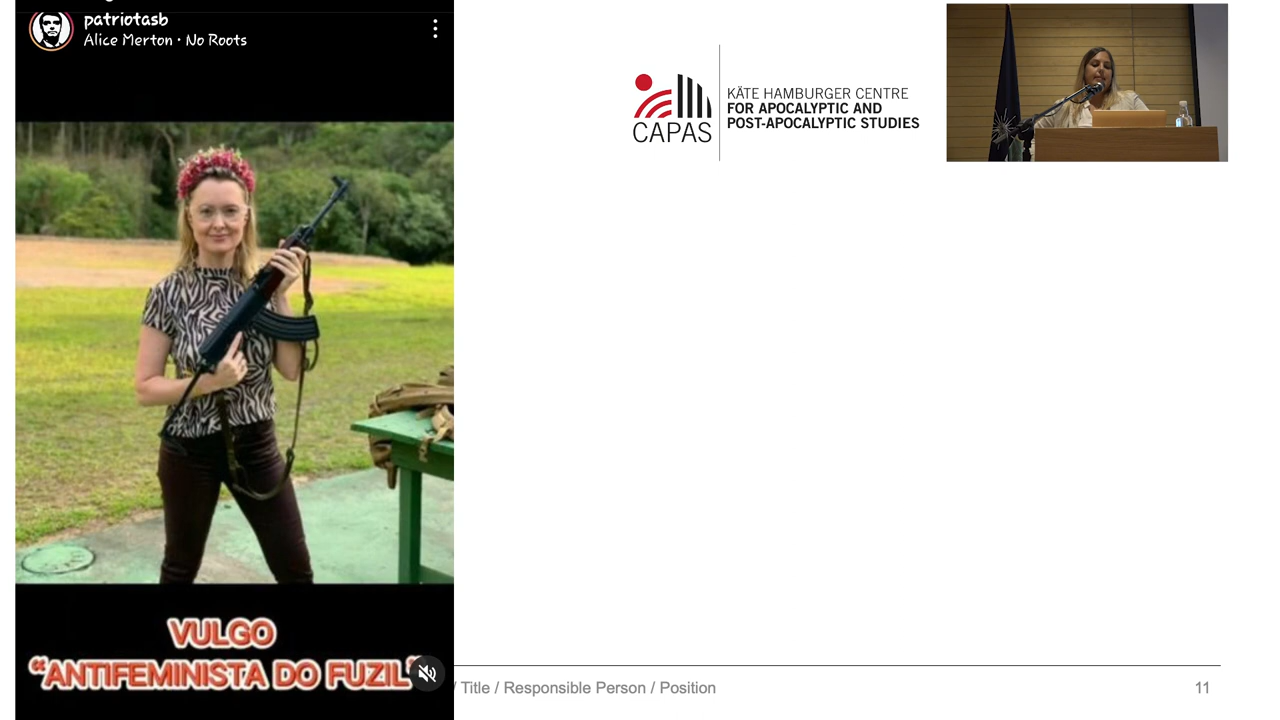 patriotasb
Alice Merton • No Roots
VULGO
“ANTIFEMINISTA DO FUZIL”
CAPAS
KÄTE HAMBURGER CENTRE
FOR APOCALYPTIC AND
POST-APOCALYPTIC STUDIES
/ Title / Responsible Person / Position
11